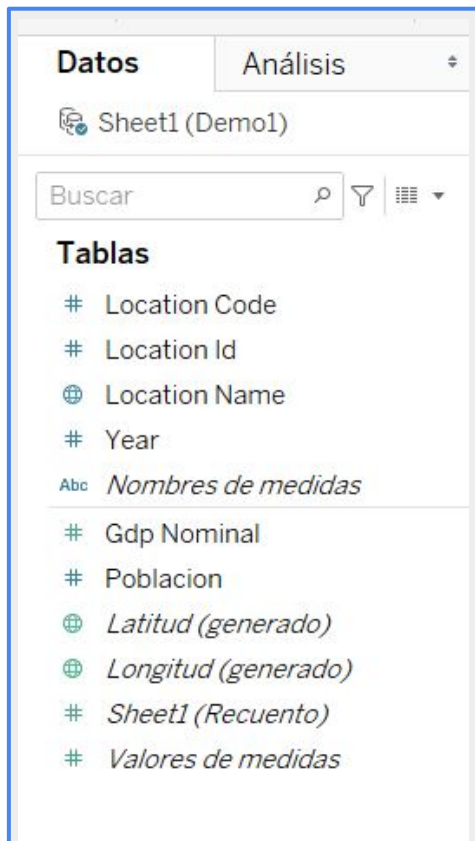 Datos Análisis
Sheet1 (Demo1)
Buscar
Tablas
# Location Code
# Location Id
Location Name
# Year
Abc Nombres de medidas
# Gdp Nominal
# Poblacion
Latitud (generado)
Longitud (generado)
# Sheet1 (Recuento)
# Valores de medidas